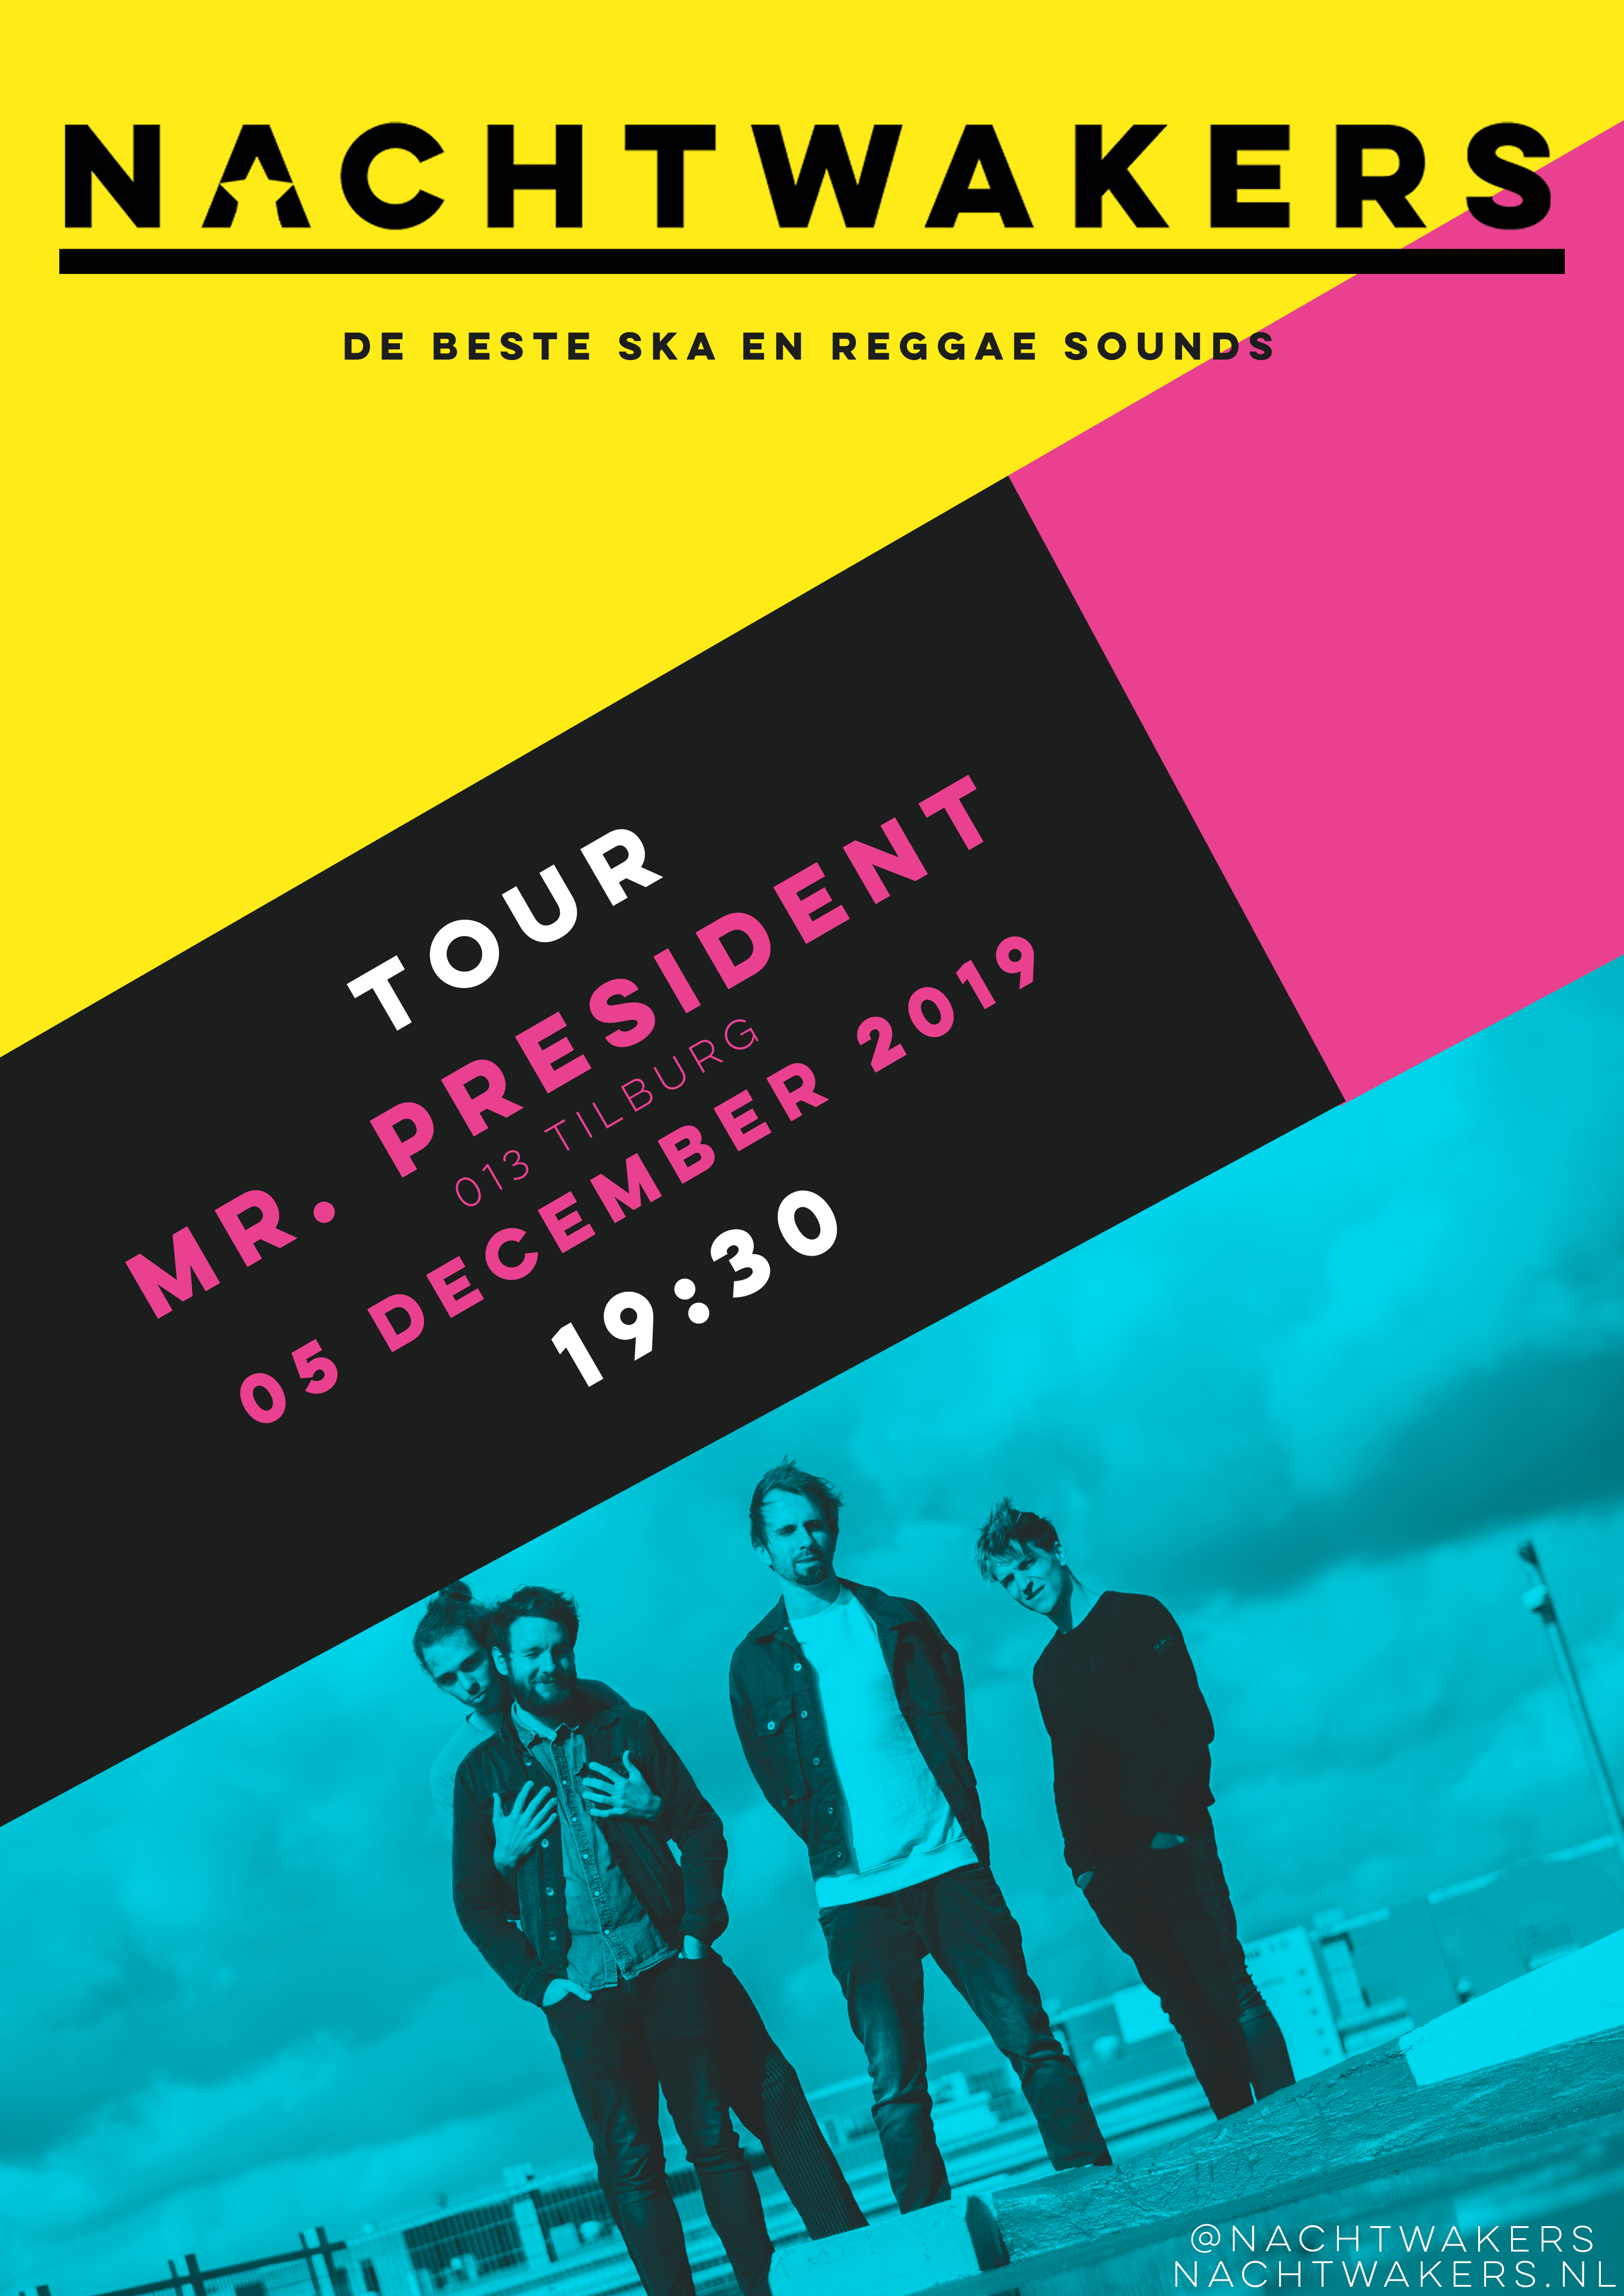 NACHTWAKERS
DE BESTE SKA EN REGGAE SOUNDS
TOUR
MR. PRESIDENT
013 TILBURG
05 DECEMBER 2019
19:30
@NACHTWAKERS
NACHTWAKERS.NL